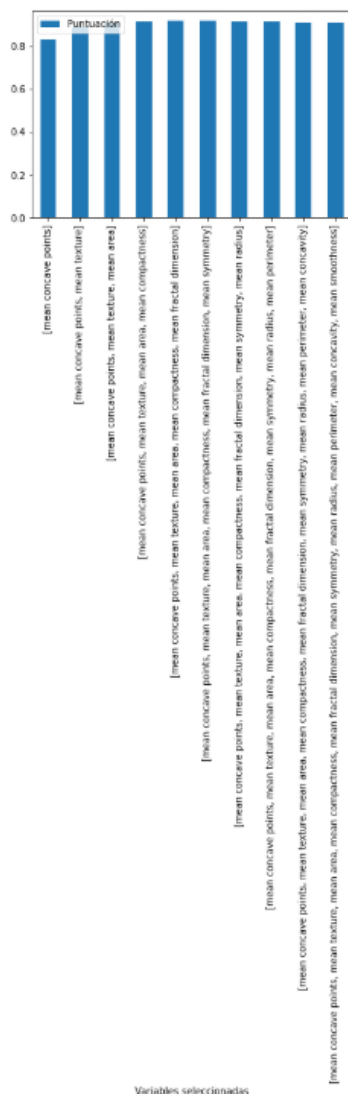 Puntuación
0.8
0.6
0.4
0.2
0.0
[mean concave points]
[mean concave points, mean texture]
[mean concave points, mean texture, mean area]
[mean concave points, mean texture, mean area, mean compactness]
[mean concave points, mean texture, mean area, mean compactness, mean fractal dimension]
[mean concave points, mean texture, mean area, mean compactness, mean fractal dimension, mean symmetry]
[mean concave points, mean texture, mean area, mean compactness, mean fractal dimension, mean symmetry, mean radius]
[mean concave points, mean texture, mean area, mean compactness, mean fractal dimension, mean symmetry, mean radius, mean perimeter]
[mean concave points, mean texture, mean area, mean compactness, mean fractal dimension, mean symmetry, mean radius, mean perimeter, mean concavity]
[mean concave points, mean texture, mean area, mean compactness, mean fractal dimension, mean symmetry, mean radius, mean perimeter, mean concavity, mean smoothness]
Variables seleccionadas